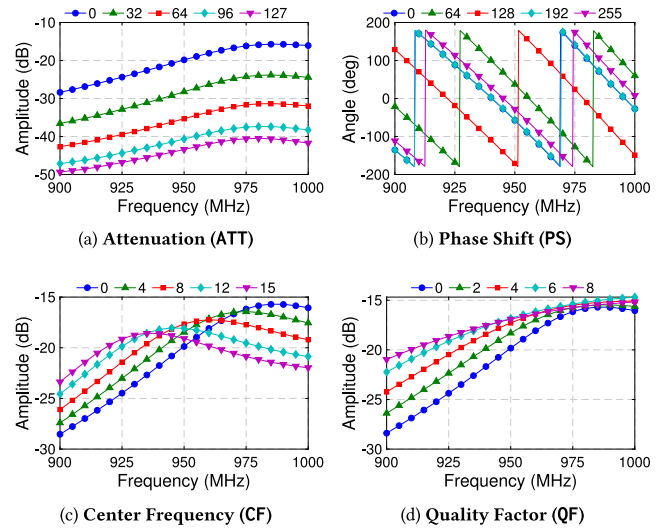 0 32 64 96 127
Amplitude (dB)
0
-10
-20
-30
-40
-50
900 925 950 975 1000
Frequency (MHz)
(a) Attenuation (ATT)
0 64 128 192 255
Angle (deg)
200
100
0
-100
-200
900 925 950 975 1000
Frequency (MHz)
(b) Phase Shift (PS)
0 4 8 12 15
Amplitude (dB)
-15
-20
-25
-30
900 925 950 975 1000
Frequency (MHz)
(c) Center Frequency (CF)
0 2 4 6 8
Amplitude (dB)
-15
-20
-25
-30
900 925 950 975 1000
Frequency (MHz)
(d) Quality Factor (QF)